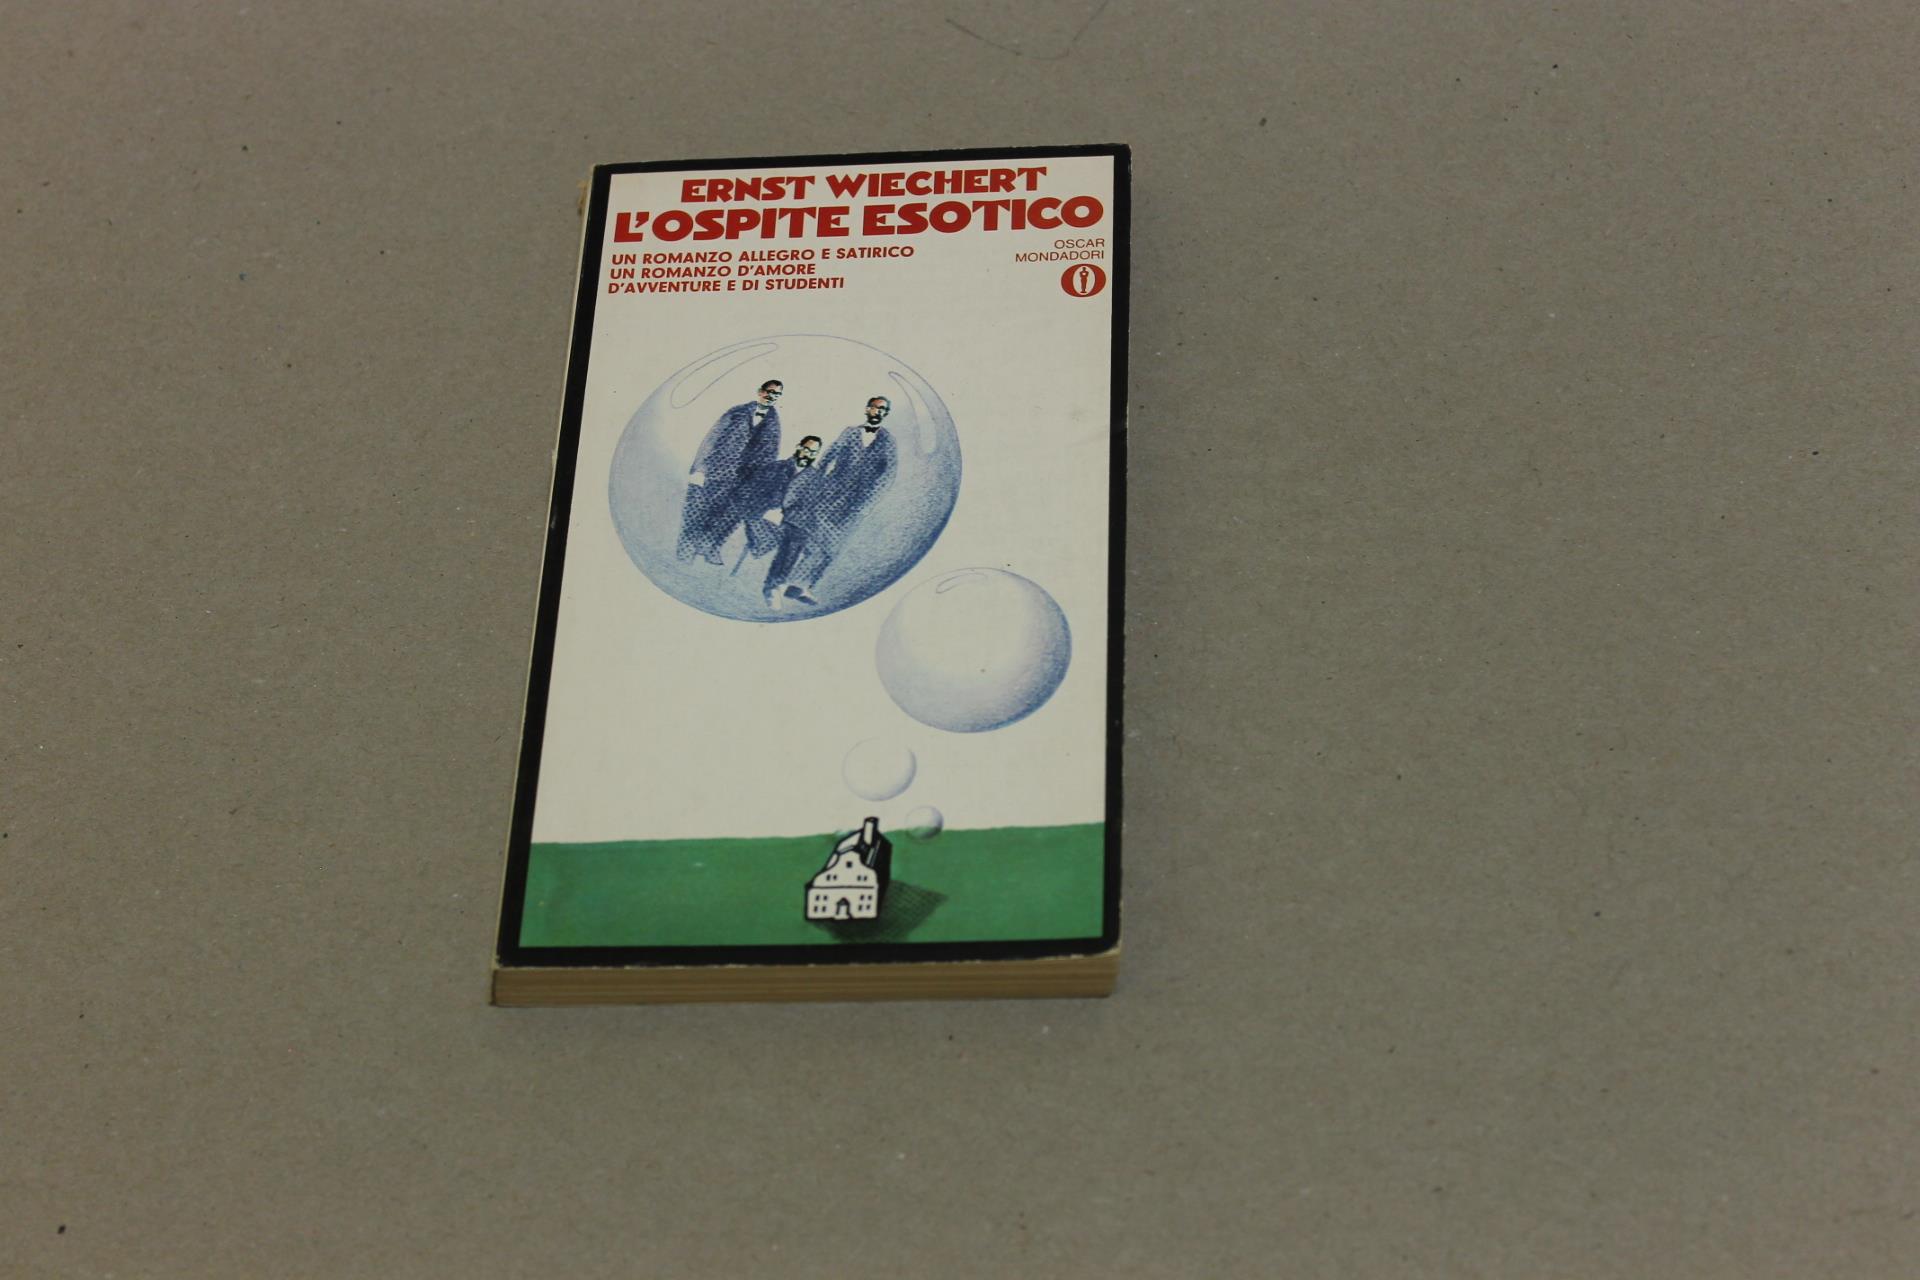 ERNST WIECHERT
L'OSPITE ESOTICO
UN ROMANZO ALLEGRO E SATIRICO
UN ROMANZO D'AMORE
D'AVVENTURE E DI STUDENTI
OSCAR
MONDADORI